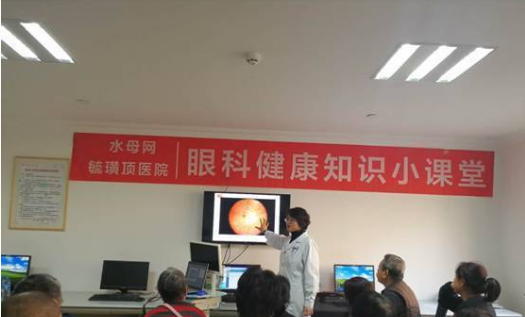 水母网
毓璜顶医院
眼科健康知识小课堂